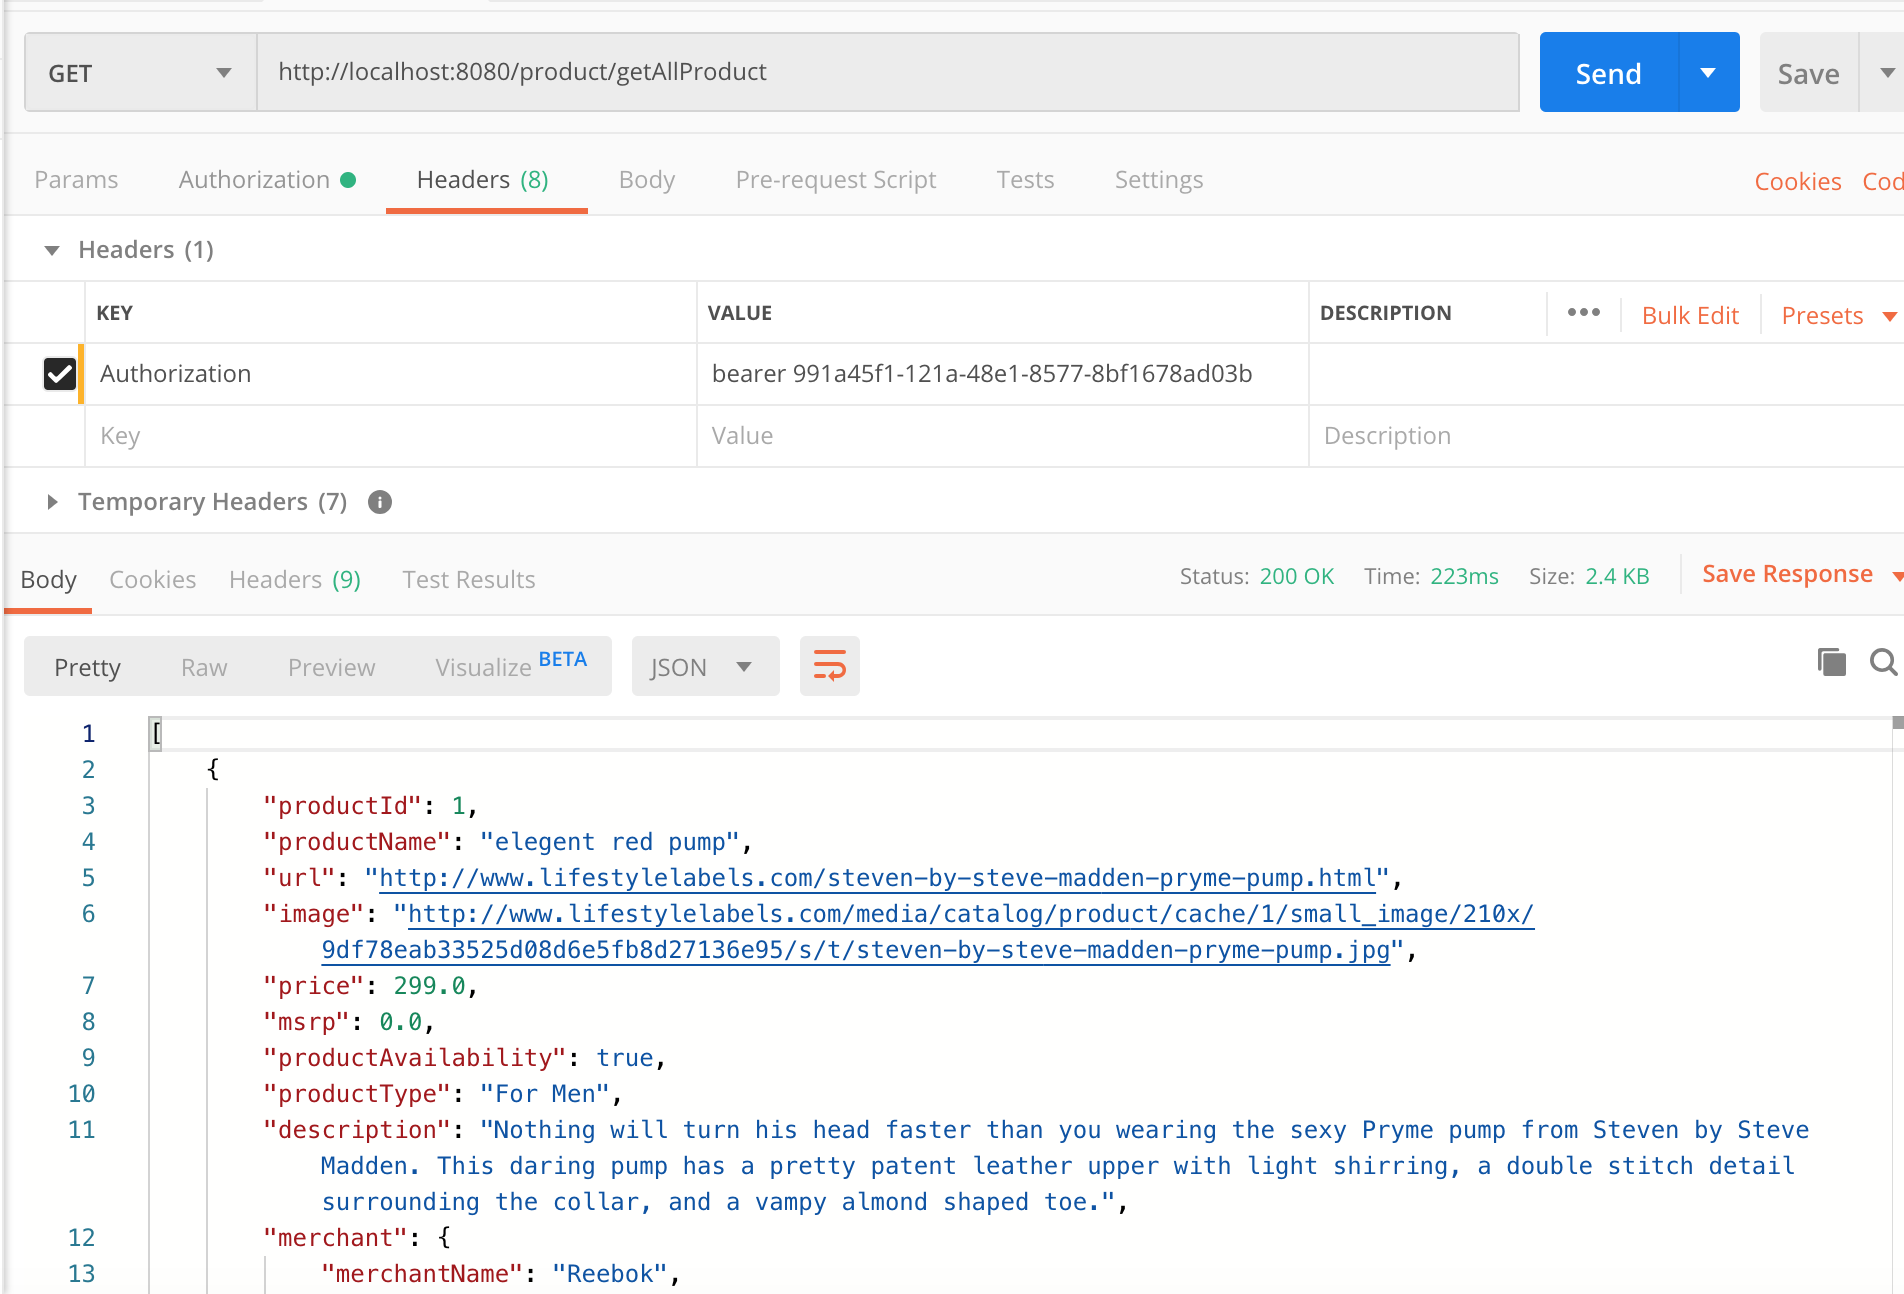 GET http://localhost:8080/product/getAllProduct Send Save
Params Authorization Headers (8) Body Pre-request Script Tests Settings Cookies Cod
Headers (1)
KEY VALUE DESCRIPTION ••• Bulk Edit Presets
Authorization bearer 991a45f1-121a-48e1-8577-8bf1678ad03b
Key Value Description
Temporary Headers (7)
Body Cookies Headers (9) Test Results Status: 200 OK Time: 223ms Size: 2.4 KB Save Response
Pretty Raw Preview Visualize BETA JSON
1 [
2 {
3 "productId": 1,
4 "productName": "elegent red pump",
5 "url": "http://www.lifestylelabels.com/steven-by-steve-madden-pryme-pump.html",
6 "image": "http://www.lifestylelabels.com/media/catalog/product/cache/1/small_image/210x/
9df78eab33525d08d6e5fb8d27136e95/s/t/steven-by-steve-madden-pryme-pump.jpg",
7 "price": 299.0,
8 "msrp": 0.0,
9 "productAvailability": true,
10 "productType": "For Men",
11 "description": "Nothing will turn his head faster than you wearing the sexy Pryme pump from Steven by Steve
Madden. This daring pump has a pretty patent leather upper with light shirring, a double stitch detail
surrounding the collar, and a vampy almond shaped toe.",
12 "merchant": {
13 "merchantName": "Reebok",